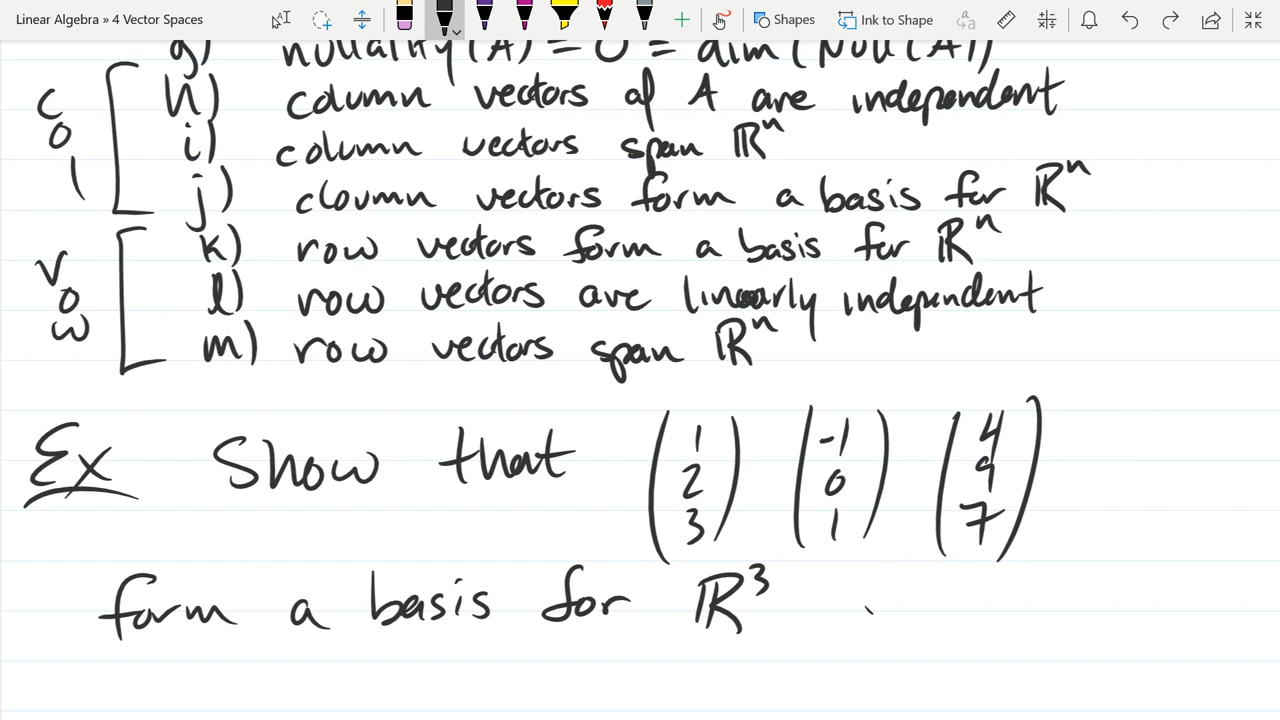 Linear Algebra » 4 Vector Spaces
Shapes
Ink to Shape
g) nullality(A) = 0 = dim(Null(A))
col
h) column vectors of A are independent
i) column vectors span ℝⁿ
j) cloumn vectors form a basis for ℝⁿ
row
k) row vectors form a basis for ℝⁿ
l) row vectors are linearly independent
m) row vectors span ℝⁿ
Ex Show that (1 2 3) (-1 0 1) (4 9 7)
form a basis for ℝ³